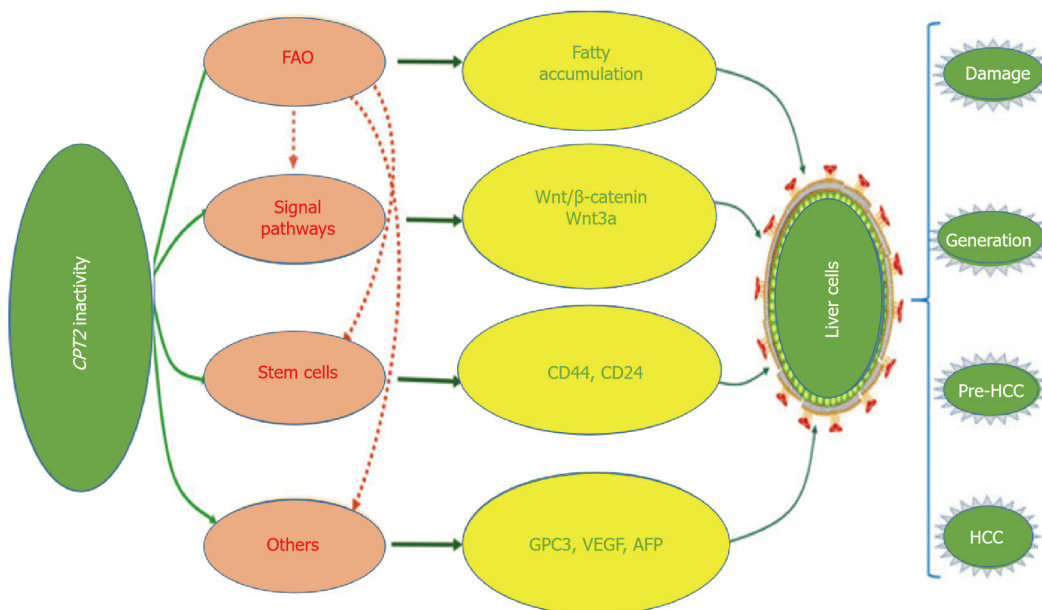 CPT2 inactivity
FAO
Signal
pathways
Stem cells
Others
Fatty
accumulation
Wnt/β-catenin
Wnt3a
CD44, CD24
GPC3, VEGF, AFP
Liver cells
Damage
Generation
Pre-HCC
HCC